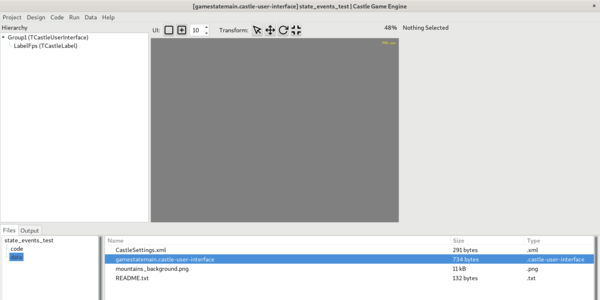 [gamestatemain.castle-user-interface] state_events_test | Castle Game Engine
Project Design Code Run Data Help
Hierarchy
Group1 (TCastleUserInterface)
LabelFps (TCastleLabel)
UI: 10 Transform: 48% Nothing Selected
Files Output
state_events_test
code
data
Name Size Type
CastleSettings.xml 291 bytes .xml
gamestatemain.castle-user-interface 734 bytes .castle-user-interface
mountains_background.png 11 kB .png
README.txt 132 bytes .txt